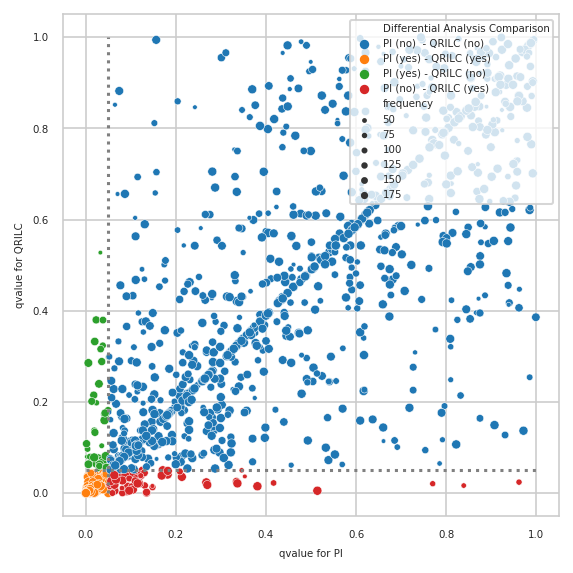 Differential Analysis Comparison
PI (no) - QRILC (no)
PI (yes) - QRILC (yes)
PI (yes) - QRILC (no)
PI (no) - QRILC (yes)
frequency
50
75
100
125
150
175
1.0
0.8
0.6
0.4
0.2
0.0
qvalue for QRILC
0.0 0.2 0.4 0.6 0.8 1.0
qvalue for PI